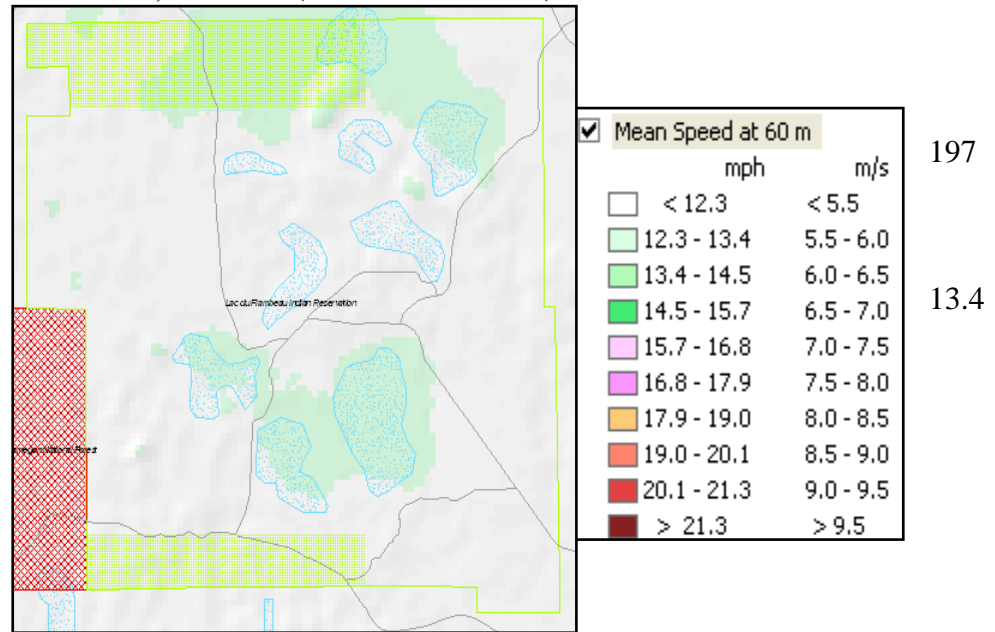 Lac du Flambeau Indian Reservation
National Forest
Mean Speed at 60 m
mph m/s
< 12.3 < 5.5
12.3 - 13.4 5.5 - 6.0
13.4 - 14.5 6.0 - 6.5
14.5 - 15.7 6.5 - 7.0
15.7 - 16.8 7.0 - 7.5
16.8 - 17.9 7.5 - 8.0
17.9 - 19.0 8.0 - 8.5
19.0 - 20.1 8.5 - 9.0
20.1 - 21.3 9.0 - 9.5
> 21.3 > 9.5
197
13.4